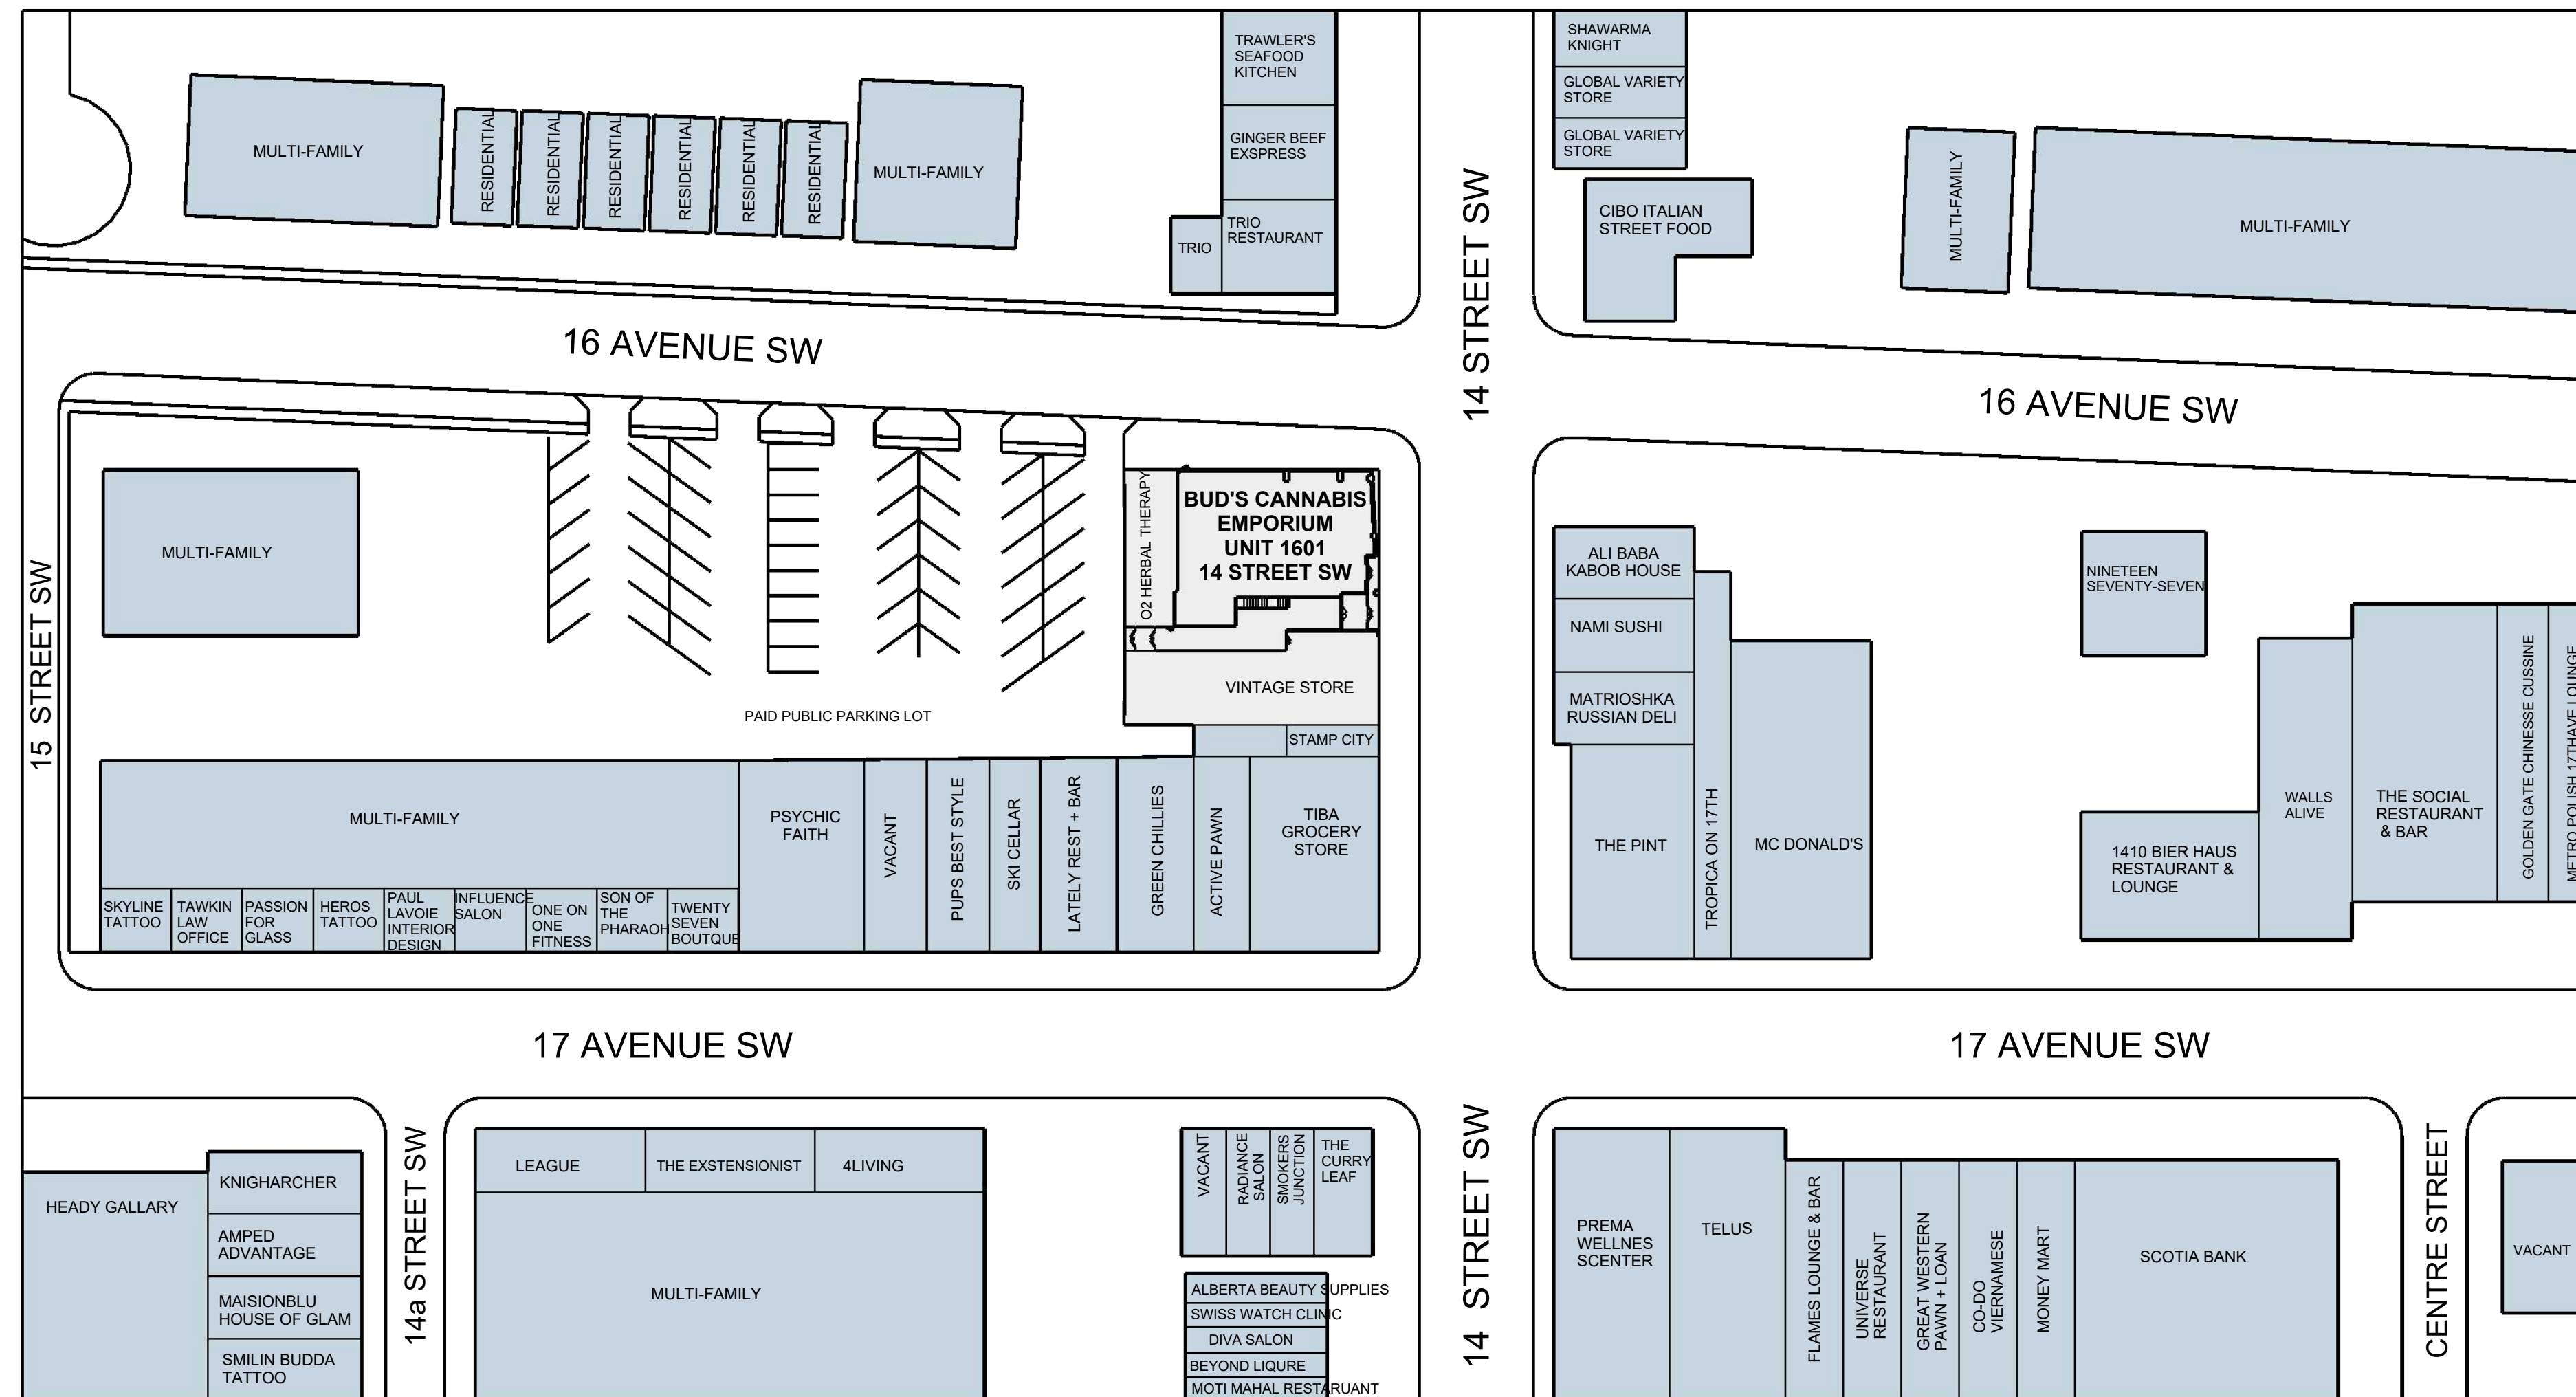 TRAWLER'S
SEAFOOD
KITCHEN
GINGER BEEF
EXSPRESS
TRIO
RESTAURANT
TRIO
MULTI-FAMILY
RESIDENTIAL
RESIDENTIAL
RESIDENTIAL
RESIDENTIAL
RESIDENTIAL
RESIDENTIAL
MULTI-FAMILY
14 STREET SW
SHAWARMA
KNIGHT
GLOBAL VARIETY
STORE
GLOBAL VARIETY
STORE
CIBO ITALIAN
STREET FOOD
MULTI-FAMILY
MULTI-FAMILY
16 AVENUE SW
16 AVENUE SW
15 STREET SW
MULTI-FAMILY
PAID PUBLIC PARKING LOT
O2 HERBAL THERAPY
BUD'S CANNABIS
EMPORIUM
UNIT 1601
14 STREET SW
VINTAGE STORE
STAMP CITY
MULTI-FAMILY
SKYLINE
TATTOO
TAWKIN
LAW
OFFICE
PASSION
FOR
GLASS
HEROS
TATTOO
PAUL
LAVOIE
INTERIOR
DESIGN
INFLUENCE
SALON
ONE ON
ONE
FITNESS
SON OF
THE
PHARAOH
TWENTY
SEVEN
BOUTQUE
PSYCHIC
FAITH
VACANT
PUPS BEST STYLE
SKI CELLAR
LATELY REST + BAR
GREEN CHILLIES
ACTIVE PAWN
TIBA
GROCERY
STORE
ALI BABA
KABOB HOUSE
NAMI SUSHI
MATRIOSHKA
RUSSIAN DELI
THE PINT
TROPICA ON 17TH
MC DONALD'S
NINETEEN
SEVENTY-SEVEN
1410 BIER HAUS
RESTAURANT &
LOUNGE
WALLS
ALIVE
THE SOCIAL
RESTAURANT
& BAR
GOLDEN GATE CHINESSE CUSSINE
METRO POLISH 17THAVE LOUNGE
17 AVENUE SW
17 AVENUE SW
HEADY GALLARY
KNIGHARCHER
AMPED
ADVANTAGE
MAISIONBLU
HOUSE OF GLAM
SMILIN BUDDA
TATTOO
14a STREET SW
LEAGUE
THE EXSTENSIONIST
4LIVING
MULTI-FAMILY
VACANT
RADIANCE
SALON
SMOKERS
JUNCTION
THE
CURRY
LEAF
ALBERTA BEAUTY SUPPLIES
SWISS WATCH CLINIC
DIVA SALON
BEYOND LIQURE
MOTI MAHAL RESTARUANT
14 STREET SW
PREMA
WELLNES
SCENTER
TELUS
FLAMES LOUNGE & BAR
UNIVERSE
RESTAURANT
GREAT WESTERN
PAWN + LOAN
CO-DO
VIERNAMESE
MONEY MART
SCOTIA BANK
CENTRE STREET
VACANT